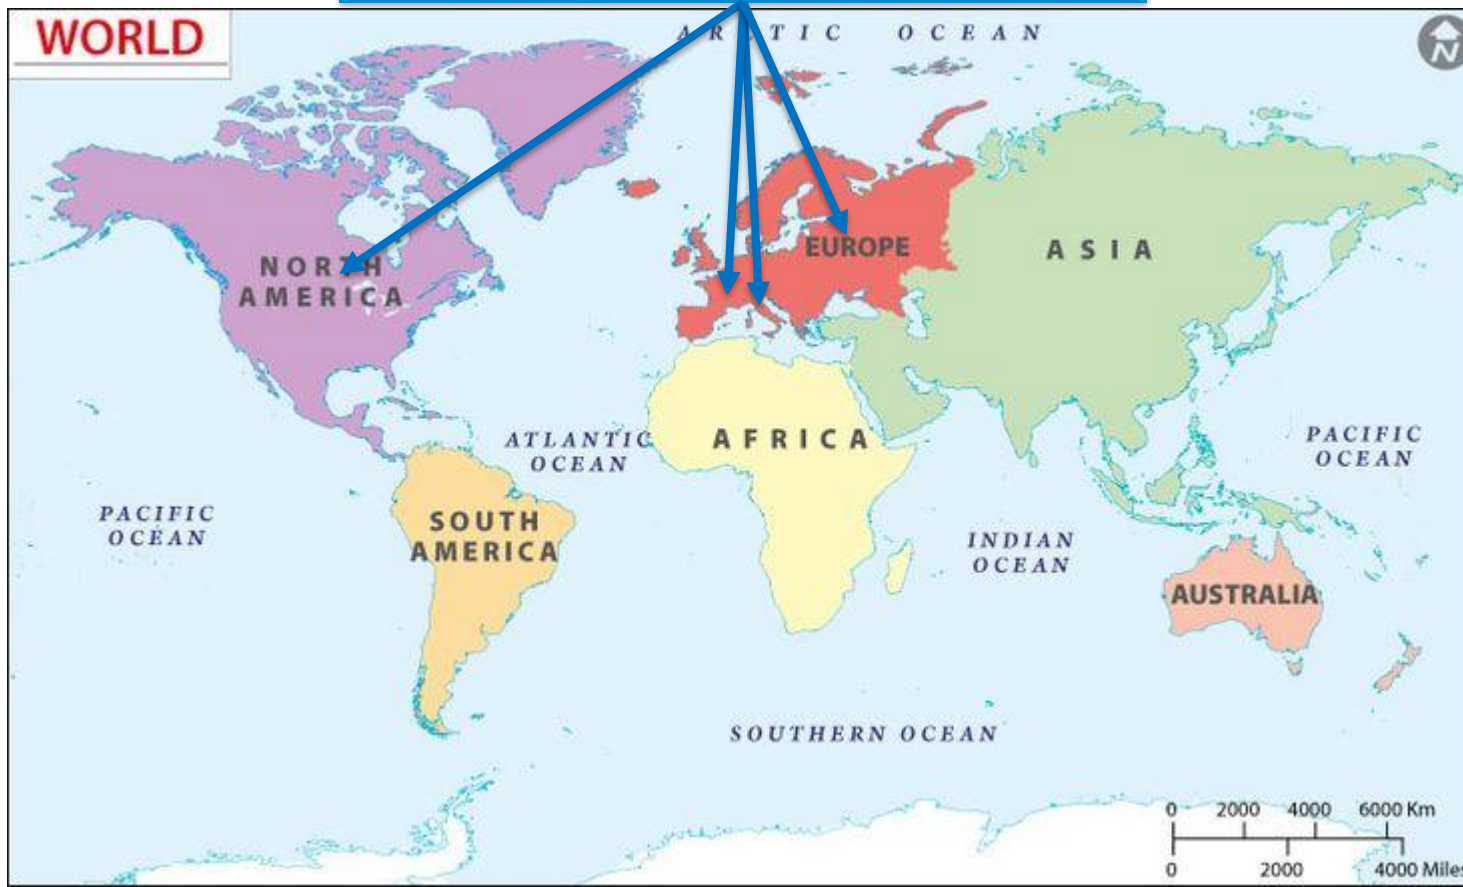 WORLD
ARCTIC OCEAN
N
NORTH
AMERICA
EUROPE
ASIA
ATLANTIC
OCEAN
AFRICA
PACIFIC
OCEAN
PACIFIC
OCEAN
SOUTH
AMERICA
INDIAN
OCEAN
AUSTRALIA
SOUTHERN OCEAN
0 2000 4000 6000 Km
0 2000 4000 Miles